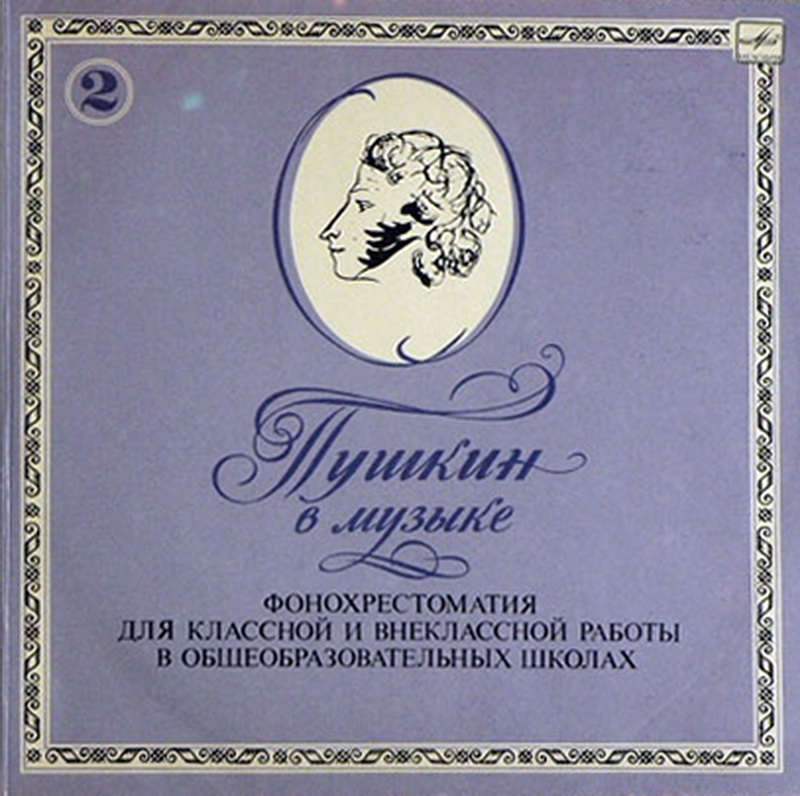 2
Пушкин
в музыке
ФОНОХРЕСТОМАТИЯ
ДЛЯ КЛАССНОЙ И ВНЕКЛАССНОЙ РАБОТЫ
В ОБЩЕОБРАЗОВАТЕЛЬНЫХ ШКОЛАХ